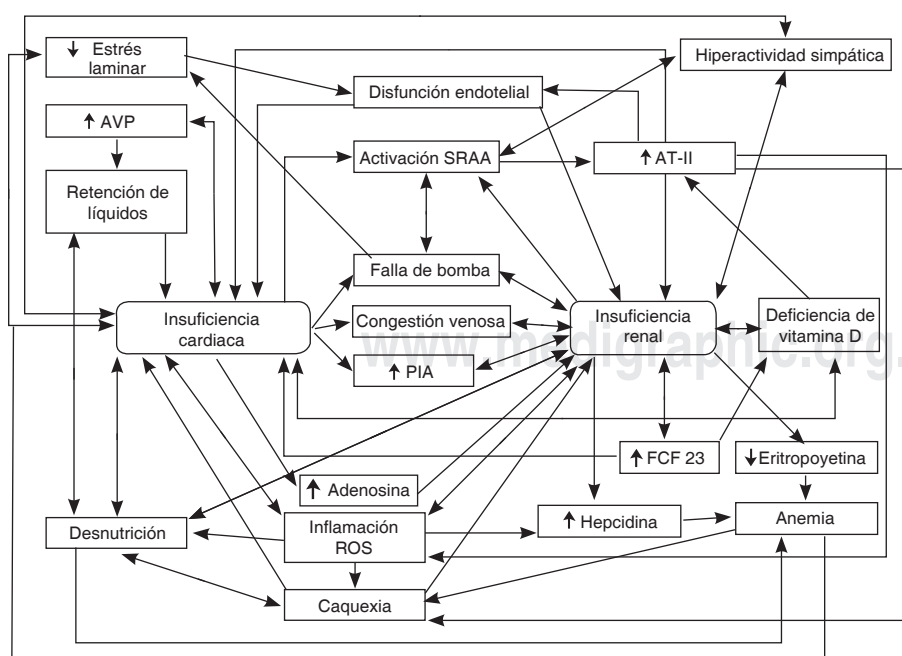 ↓ Estrés
laminar
Hiperactividad simpática
Disfunción endotelial
↑ AVP
Activación SRAA
↑ AT-II
Retención de
líquidos
Falla de bomba
Insuficiencia
cardiaca
Congestión venosa
Insuficiencia
renal
Deficiencia de
vitamina D
www.medigraphic.org.
↑ PIA
↑ FCF 23
↓ Eritropoyetina
↑ Adenosina
Desnutrición
Inflamación
ROS
↑ Hepcidina
Anemia
Caquexia